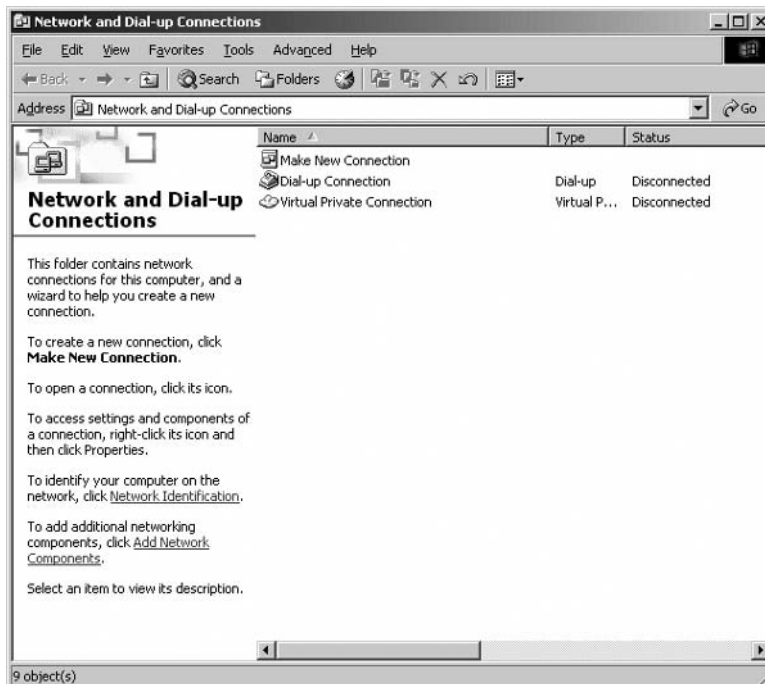 Network and Dial-up Connections
File Edit View Favorites Tools Advanced Help
Back Search Folders
Address Network and Dial-up Connections Go
Name Type Status
Make New Connection
Dial-up Connection Dial-up Disconnected
Virtual Private Connection Virtual P... Disconnected
Network and Dial-up
Connections
This folder contains network
connections for this computer, and a
wizard to help you create a new
connection.
To create a new connection, click
Make New Connection.
To open a connection, click its icon.
To access settings and components of
a connection, right-click its icon and
then click Properties.
To identify your computer on the
network, click Network Identification.
To add additional networking
components, click Add Network
Components.
Select an item to view its description.
9 object(s)